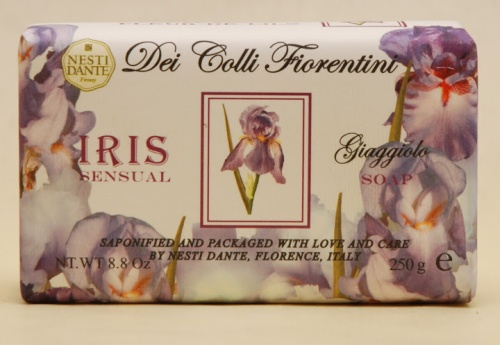 NESTI
DANTE
Firenze
Dei Colli Fiorentini
IRIS
SENSUAL
Giaggiolo
SOAP
SAPONIFIED AND PACKAGED WITH LOVE AND CARE
BY NESTI DANTE, FLORENCE, ITALY
NT.WT 8.8 Oz
250 g e